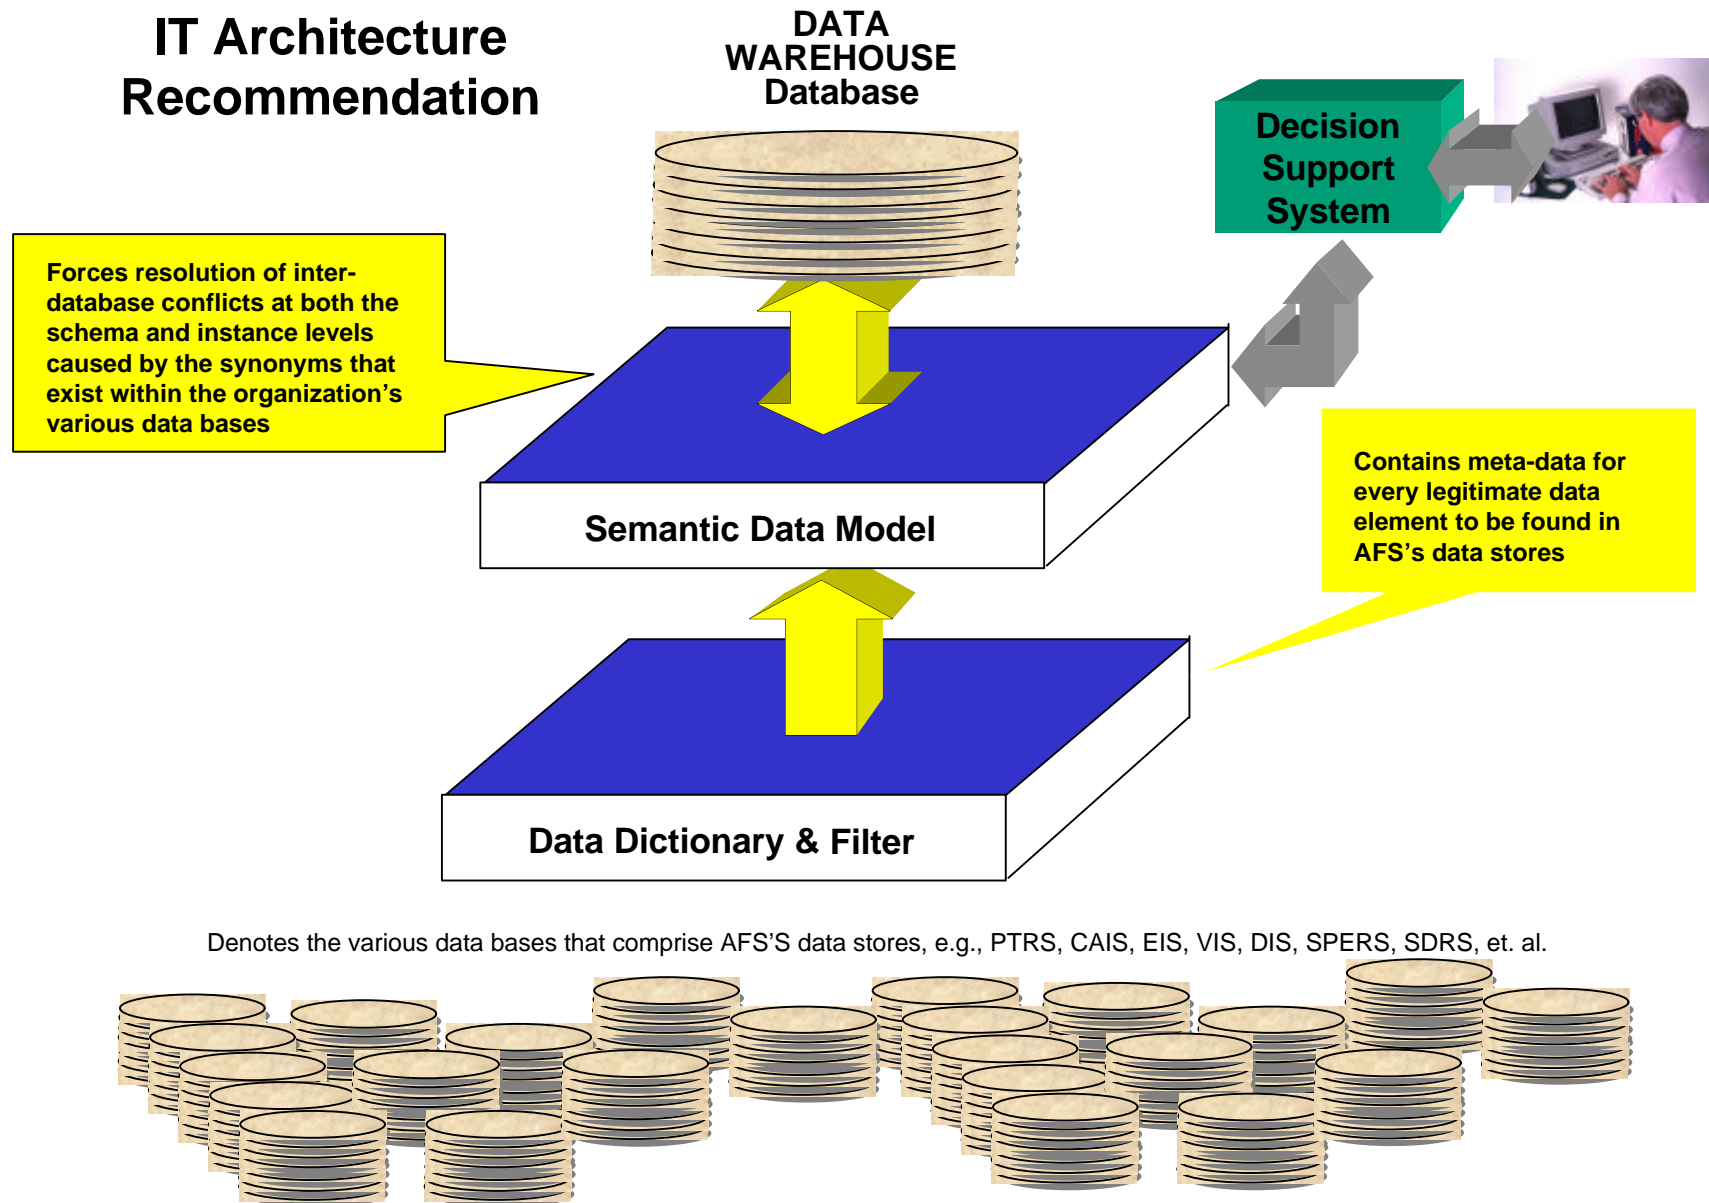 IT Architecture
Recommendation
DATA
WAREHOUSE
Database
Decision
Support
System
Forces resolution of inter-
database conflicts at both the
schema and instance levels
caused by the synonyms that
exist within the organization’s
various data bases
Contains meta-data for
every legitimate data
element to be found in
AFS’s data stores
Semantic Data Model
Data Dictionary & Filter
Denotes the various data bases that comprise AFS’S data stores, e.g., PTRS, CAIS, EIS, VIS, DIS, SPERS, SDRS, et. al.